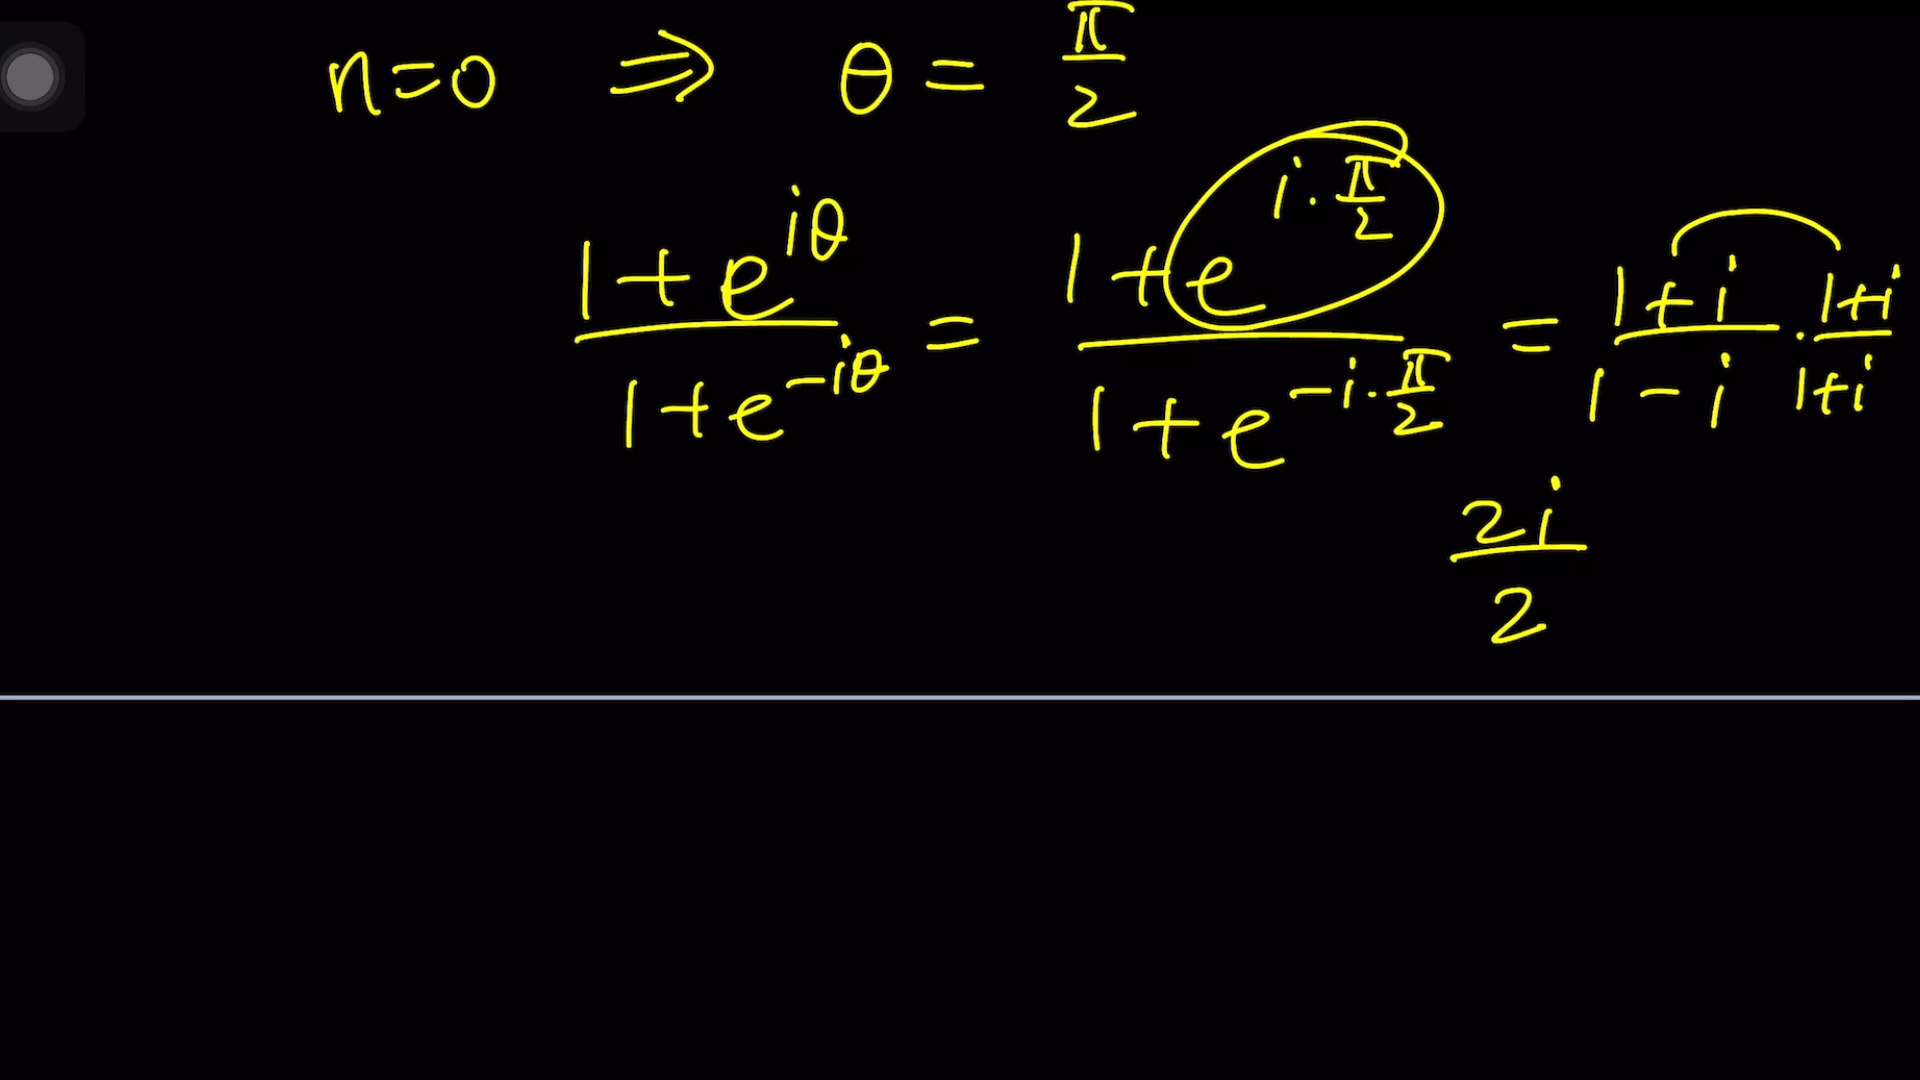 n=0 ⇒ θ = π/2
(1+e^{iθ})/(1+e^{-iθ}) = (1+e^{i·π/2})/(1+e^{-i·π/2}) = (1+i)/(1-i) · (1+i)/(1+i)
2i/2